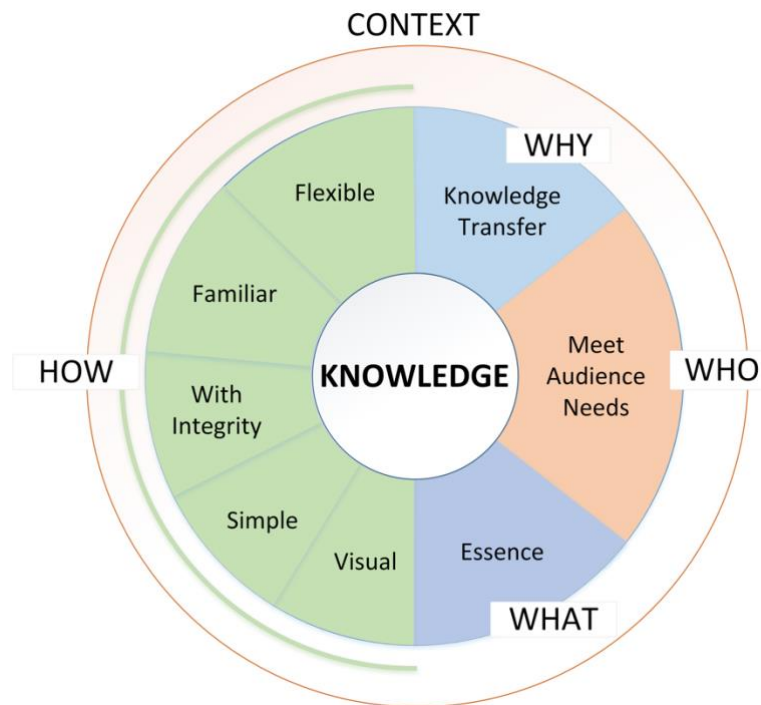 CONTEXT
WHY
Flexible
Knowledge
Transfer
Familiar
HOW
KNOWLEDGE
Meet
Audience
Needs
WHO
With
Integrity
Simple
Visual
Essence
WHAT